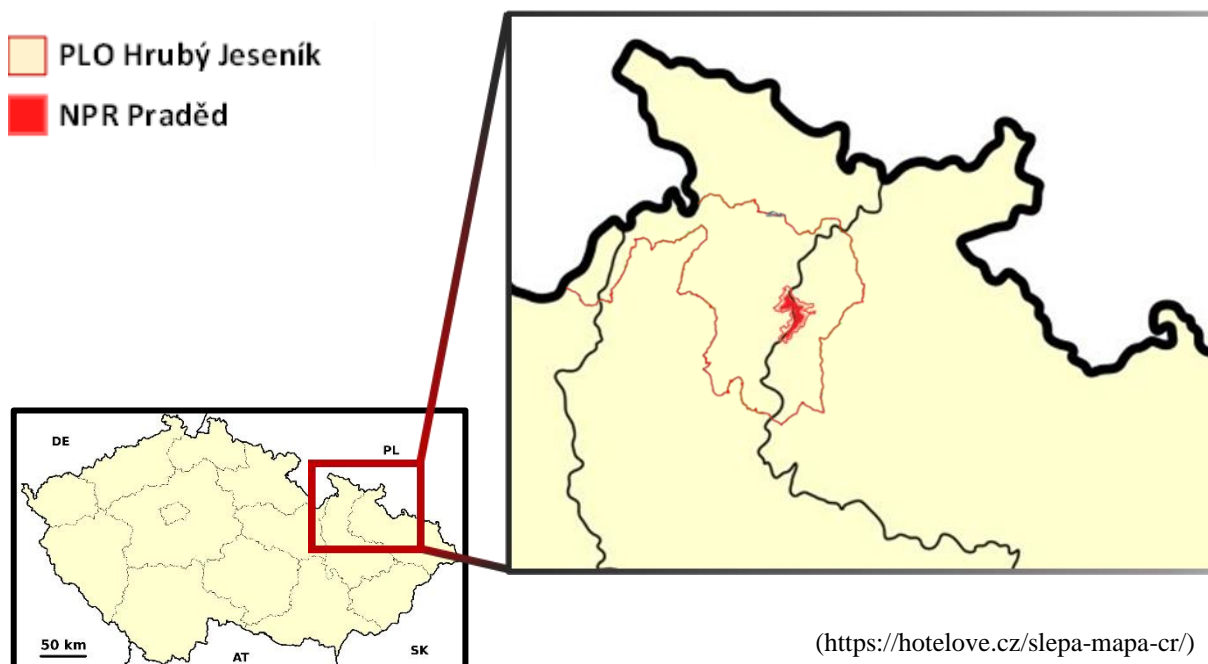 PLO Hrubý Jeseník
NPR Praděd
DE
PL
50 km
AT
SK
(https://hotelove.cz/slepa-mapa-cr/)